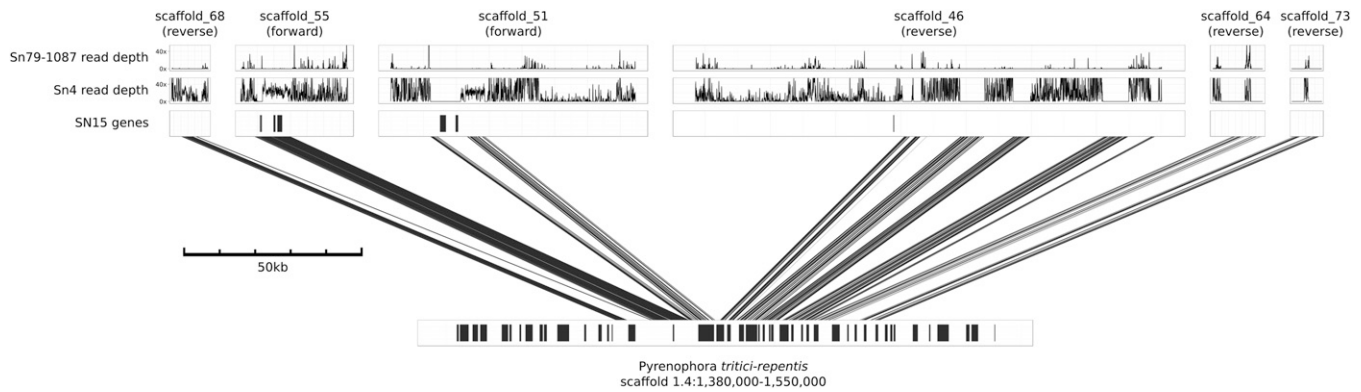 scaffold_68
(reverse)
scaffold_55
(forward)
scaffold_51
(forward)
scaffold_46
(reverse)
scaffold_64
(reverse)
scaffold_73
(reverse)
Sn79-1087 read depth
40x
0x
Sn4 read depth
40x
0x
SN15 genes
50kb
Pyrenophora tritici-repentis
scaffold 1.4:1,380,000-1,550,000